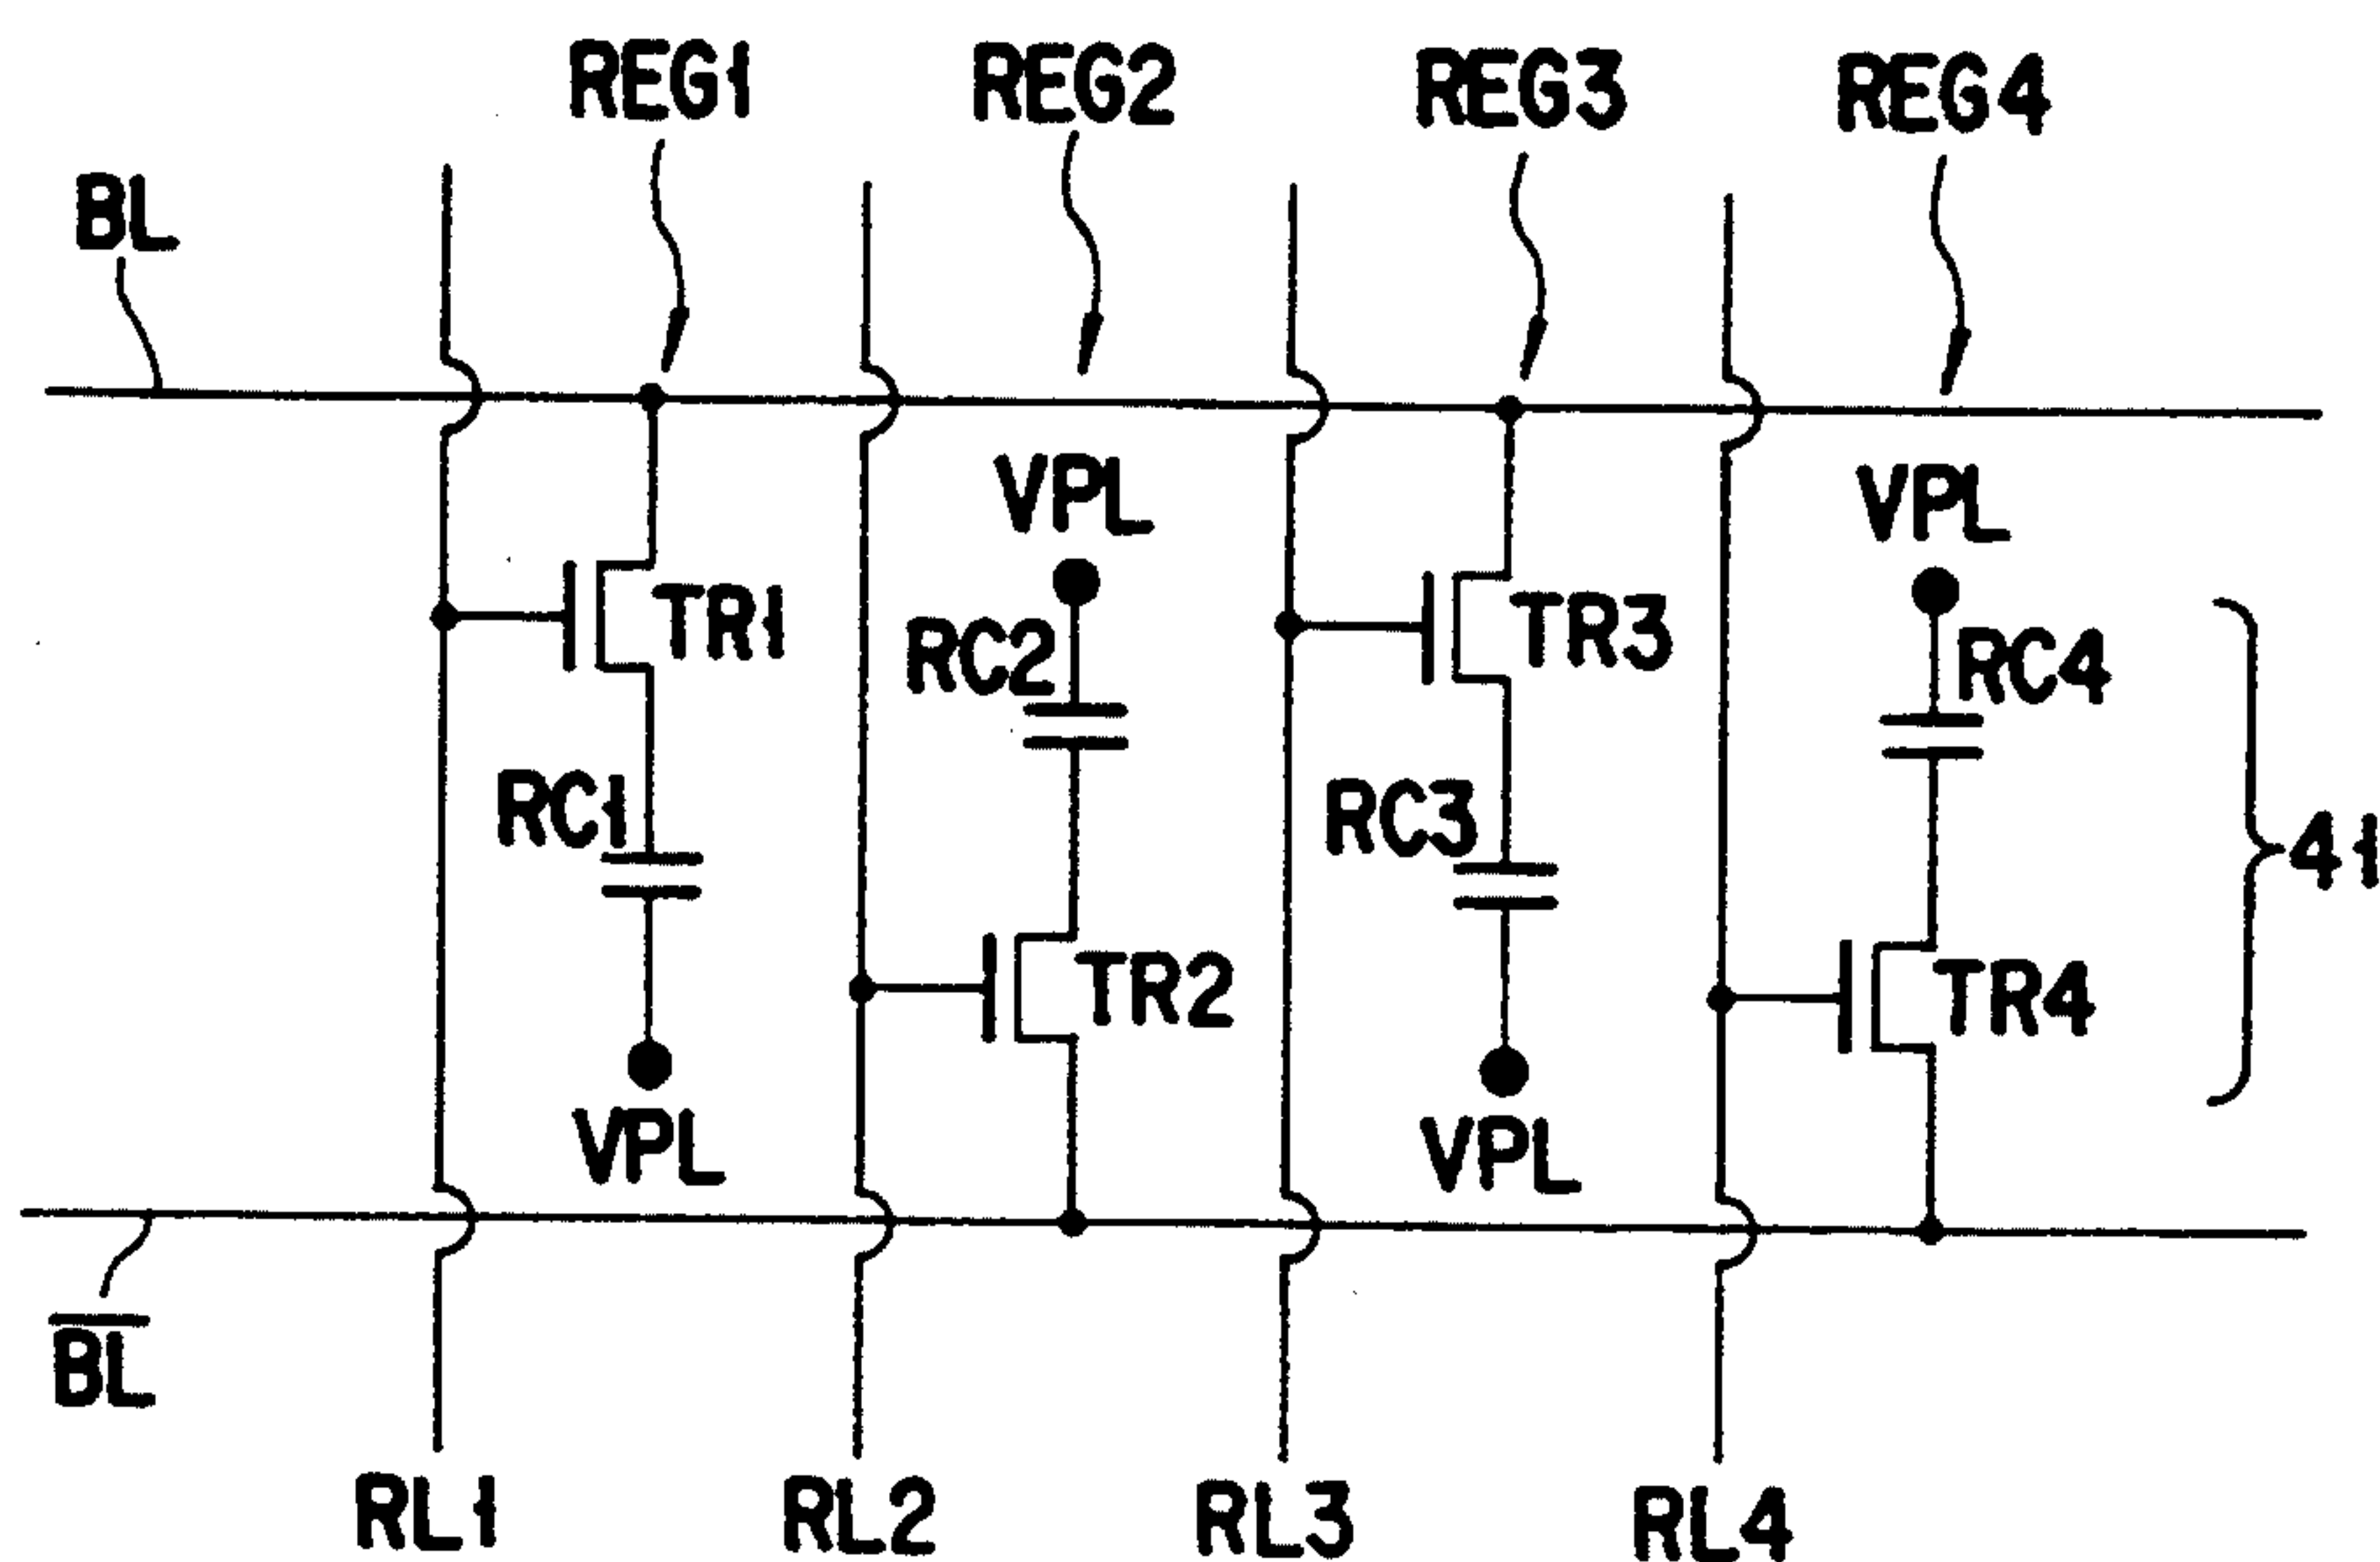 REG1 REG2 REG3 REG4
BL
VPL VPL
TR1 RC2 TR3 RC4
RC1 RC3 41
TR2 TR4
VPL VPL
B̅L̅
RL1 RL2 RL3 RL4